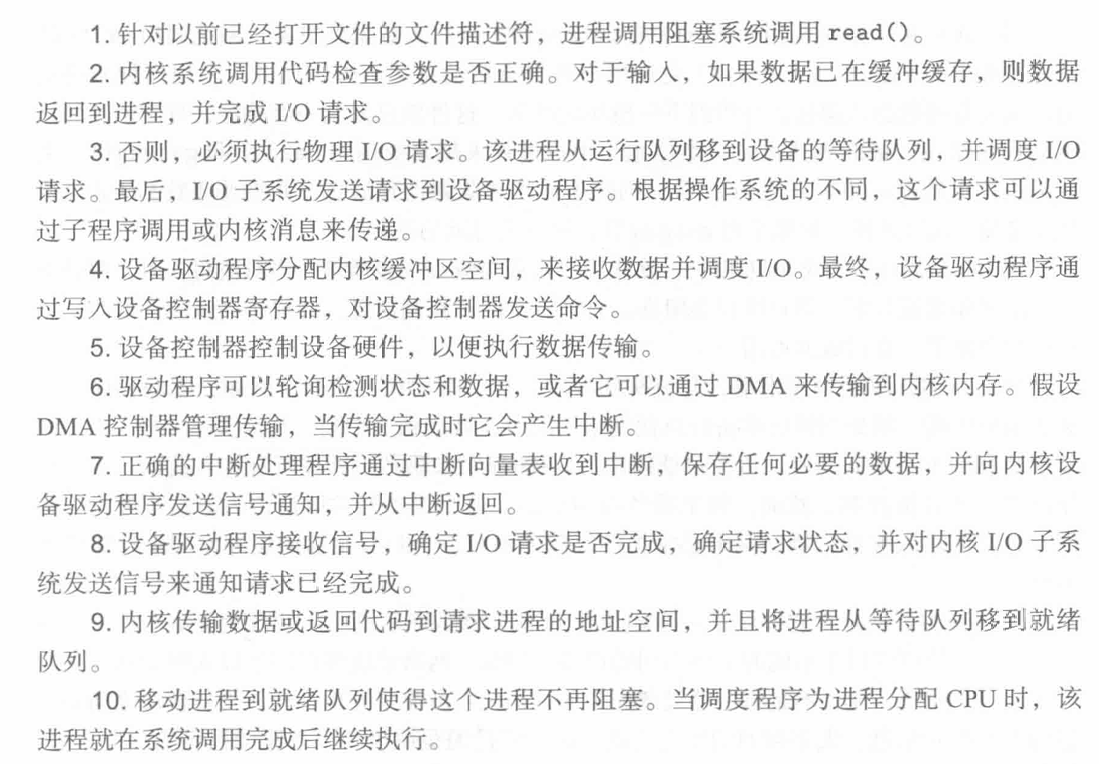 1. 针对以前已经打开文件的文件描述符，进程调用阻塞系统调用 read()。
2. 内核系统调用代码检查参数是否正确。对于输入，如果数据已在缓冲缓存，则数据
返回到进程，并完成 I/O 请求。
3. 否则，必须执行物理 I/O 请求。该进程从运行队列移到设备的等待队列，并调度 I/O
请求。最后，I/O 子系统发送请求到设备驱动程序。根据操作系统的不同，这个请求可以通
过子程序调用或内核消息来传递。
4. 设备驱动程序分配内核缓冲区空间，来接收数据并调度 I/O。最终，设备驱动程序通
过写入设备控制器寄存器，对设备控制器发送命令。
5. 设备控制器控制设备硬件，以便执行数据传输。
6. 驱动程序可以轮询检测状态和数据，或者它可以通过 DMA 来传输到内核内存。假设
DMA 控制器管理传输，当传输完成时它会产生中断。
7. 正确的中断处理程序通过中断向量表收到中断，保存任何必要的数据，并向内核设
备驱动程序发送信号通知，并从中断返回。
8. 设备驱动程序接收信号，确定 I/O 请求是否完成，确定请求状态，并对内核 I/O 子系
统发送信号来通知请求已经完成。
9. 内核传输数据或返回代码到请求进程的地址空间，并且将进程从等待队列移到就绪
队列。
10. 移动进程到就绪队列使得这个进程不再阻塞。当调度程序为进程分配 CPU 时，该
进程就在系统调用完成后继续执行。